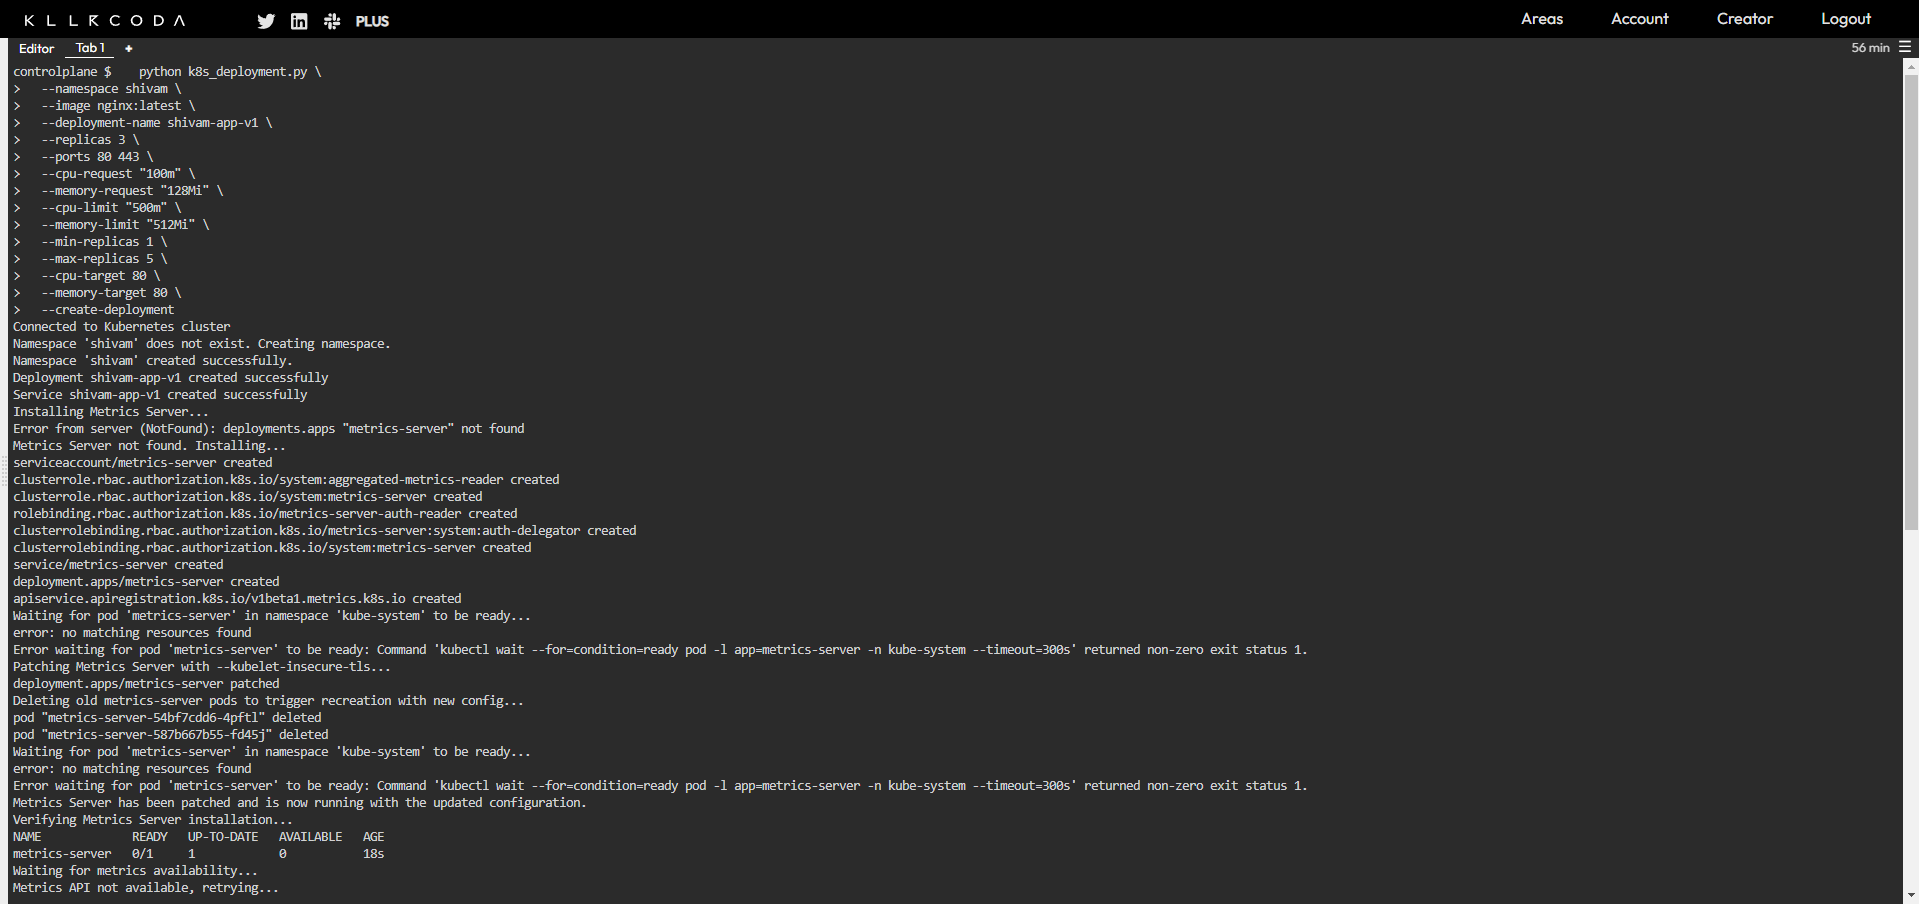 KLLRCODA PLUS Areas Account Creator Logout
Editor Tab 1 + 56 min
controlplane $    python k8s_deployment.py \
>   --namespace shivam \
>   --image nginx:latest \
>   --deployment-name shivam-app-v1 \
>   --replicas 3 \
>   --ports 80 443 \
>   --cpu-request "100m" \
>   --memory-request "128Mi" \
>   --cpu-limit "500m" \
>   --memory-limit "512Mi" \
>   --min-replicas 1 \
>   --max-replicas 5 \
>   --cpu-target 80 \
>   --memory-target 80 \
>   --create-deployment
Connected to Kubernetes cluster
Namespace 'shivam' does not exist. Creating namespace.
Namespace 'shivam' created successfully.
Deployment shivam-app-v1 created successfully
Service shivam-app-v1 created successfully
Installing Metrics Server...
Error from server (NotFound): deployments.apps "metrics-server" not found
Metrics Server not found. Installing...
serviceaccount/metrics-server created
clusterrole.rbac.authorization.k8s.io/system:aggregated-metrics-reader created
clusterrole.rbac.authorization.k8s.io/system:metrics-server created
rolebinding.rbac.authorization.k8s.io/metrics-server-auth-reader created
clusterrolebinding.rbac.authorization.k8s.io/metrics-server:system:auth-delegator created
clusterrolebinding.rbac.authorization.k8s.io/system:metrics-server created
service/metrics-server created
deployment.apps/metrics-server created
apiservice.apiregistration.k8s.io/v1beta1.metrics.k8s.io created
Waiting for pod 'metrics-server' in namespace 'kube-system' to be ready...
error: no matching resources found
Error waiting for pod 'metrics-server' to be ready: Command 'kubectl wait --for=condition=ready pod -l app=metrics-server -n kube-system --timeout=300s' returned non-zero exit status 1.
Patching Metrics Server with --kubelet-insecure-tls...
deployment.apps/metrics-server patched
Deleting old metrics-server pods to trigger recreation with new config...
pod "metrics-server-54bf7cdd6-4pftl" deleted
pod "metrics-server-587b667b55-fd45j" deleted
Waiting for pod 'metrics-server' in namespace 'kube-system' to be ready...
error: no matching resources found
Error waiting for pod 'metrics-server' to be ready: Command 'kubectl wait --for=condition=ready pod -l app=metrics-server -n kube-system --timeout=300s' returned non-zero exit status 1.
Metrics Server has been patched and is now running with the updated configuration.
Verifying Metrics Server installation...
NAME             READY   UP-TO-DATE   AVAILABLE   AGE
metrics-server   0/1     1            0           18s
Waiting for metrics availability...
Metrics API not available, retrying...